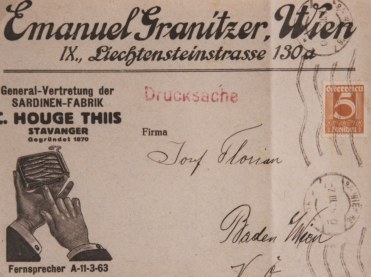 Emanuel Granitzer, Wien
IX., Liechtensteinstrasse 130a
General-Vertretung der
SARDINEN-FABRIK
C. HOUGE THIIS
STAVANGER
Gegründet 1870
Drucksache
österreich
5
Firma
Josef Florian
Baden b/Wien
N.Ö.
Fernsprecher A-11-3-63